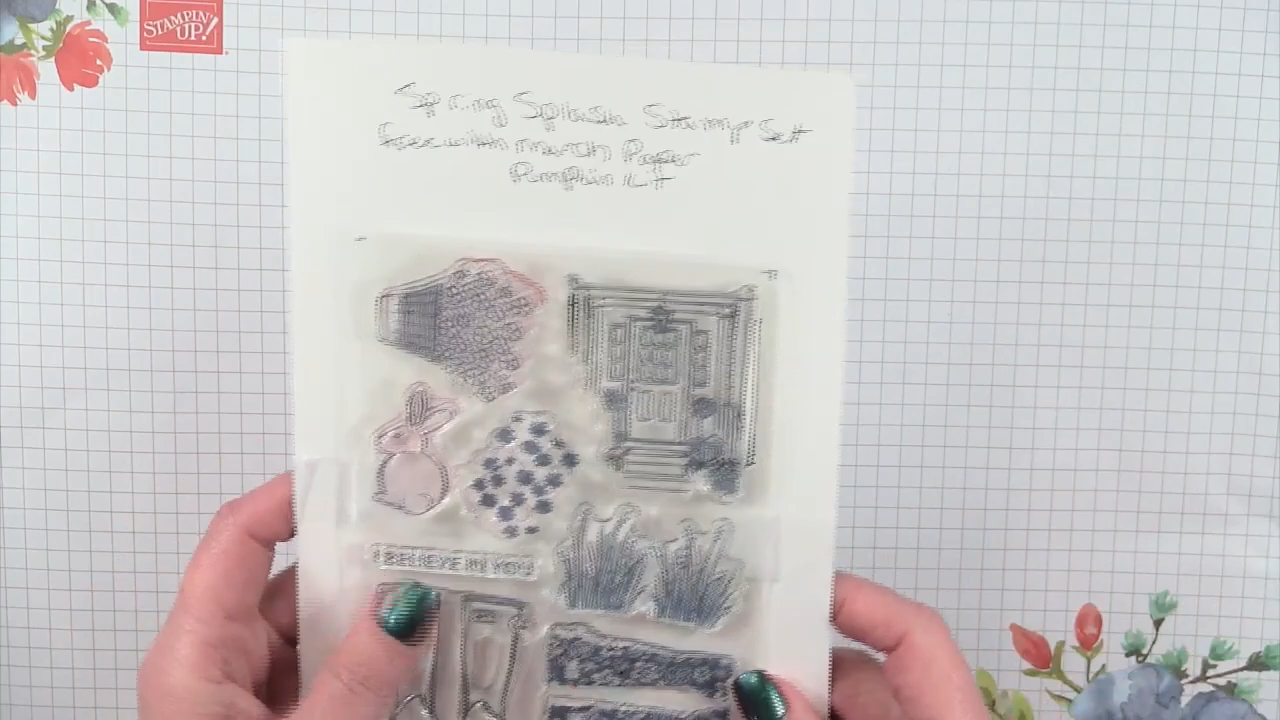 STAMPIN'
UP!
Spring Splash Stamp Set
free with march Paper
Pumpkin Kit
I BELIEVE IN YOU